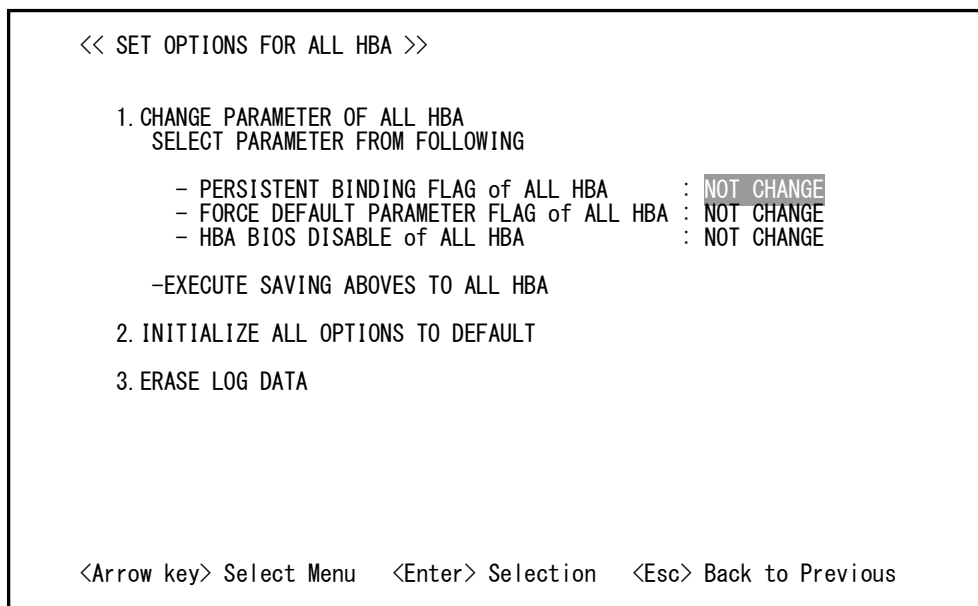 << SET OPTIONS FOR ALL HBA >>
1.CHANGE PARAMETER OF ALL HBA
SELECT PARAMETER FROM FOLLOWING
- PERSISTENT BINDING FLAG of ALL HBA : NOT CHANGE
- FORCE DEFAULT PARAMETER FLAG of ALL HBA : NOT CHANGE
- HBA BIOS DISABLE of ALL HBA : NOT CHANGE
-EXECUTE SAVING ABOVES TO ALL HBA
2.INITIALIZE ALL OPTIONS TO DEFAULT
3.ERASE LOG DATA
<Arrow key> Select Menu <Enter> Selection <Esc> Back to Previous